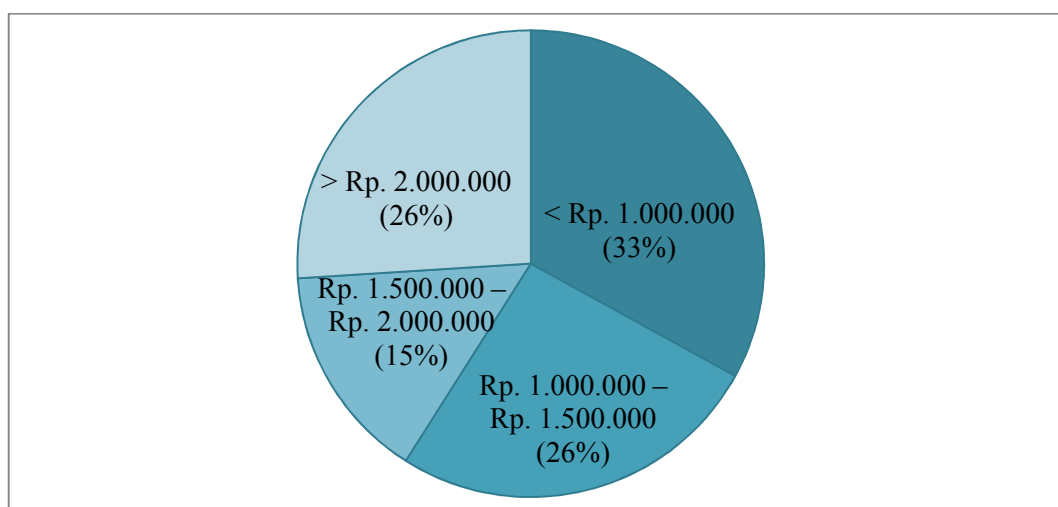 > Rp. 2.000.000
(26%)
< Rp. 1.000.000
(33%)
Rp. 1.500.000 –
Rp. 2.000.000
(15%)
Rp. 1.000.000 –
Rp. 1.500.000
(26%)